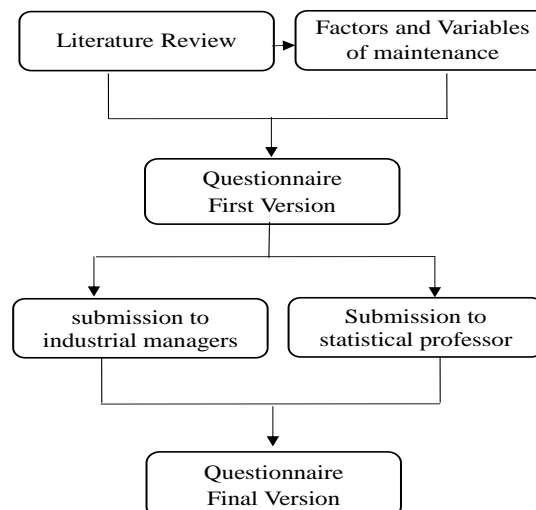 Literature Review
Factors and Variables
of maintenance
Questionnaire
First Version
submission to
industrial managers
Submission to
statistical professor
Questionnaire
Final Version